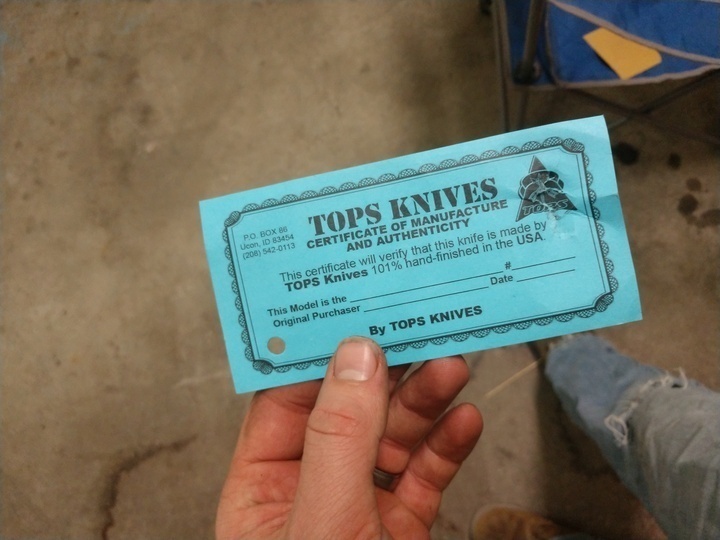 P.O. BOX 66
Ucon, ID 83454
(208) 542-0113
TOPS KNIVES
CERTIFICATE OF MANUFACTURE
AND AUTHENTICITY
This certificate will verify that this knife is made by
TOPS Knives 101% hand-finished in the USA.
This Model is the #
Original Purchaser Date
By TOPS KNIVES